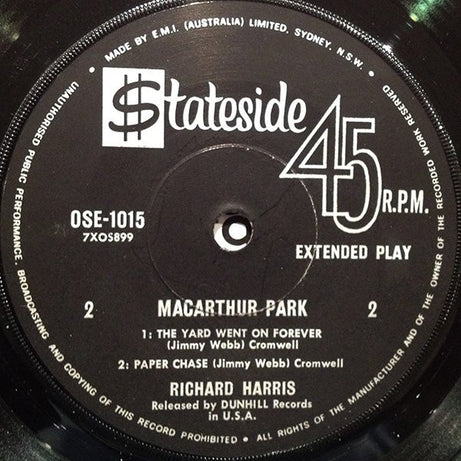 MADE BY E.M.I. (AUSTRALIA) LIMITED, SYDNEY, N.S.W. • ALL RIGHTS OF THE MANUFACTURER AND OF THE OWNER OF THE RECORDED WORK RESERVED
UNAUTHORISED PUBLIC PERFORMANCE, BROADCASTING AND COPYING OF THIS RECORD PROHIBITED •
$tateside
45 R.P.M.
OSE-1015
7XOS899
EXTENDED PLAY
2 MACARTHUR PARK 2
1: THE YARD WENT ON FOREVER
(Jimmy Webb) Cromwell
2: PAPER CHASE (Jimmy Webb) Cromwell
RICHARD HARRIS
Released by DUNHILL Records
in U.S.A.